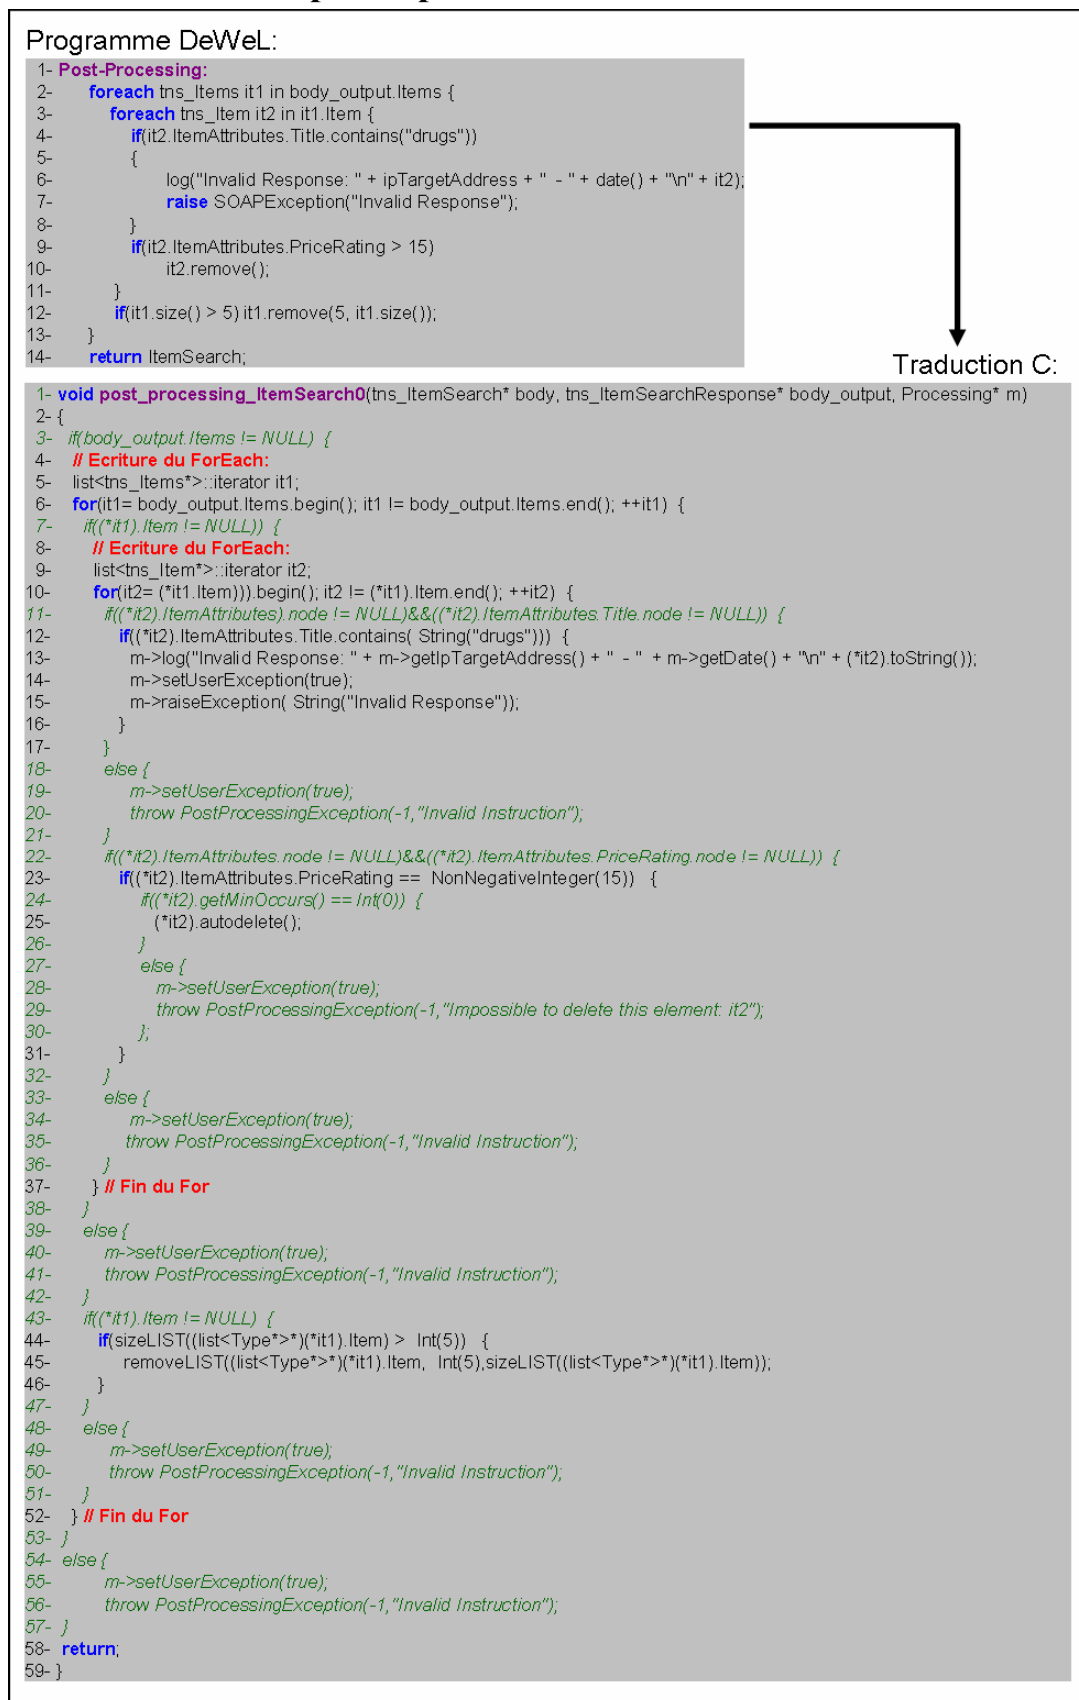 Programme DeWeL:
1- Post-Processing:
2- foreach tns_Items it1 in body_output.Items {
3- foreach tns_Item it2 in it1.Item {
4- if(it2.ItemAttributes.Title.contains("drugs"))
5- {
6- log("Invalid Response: " + ipTargetAddress + " - " + date() + "\n" + it2);
7- raise SOAPException("Invalid Response");
8- }
9- if(it2.ItemAttributes.PriceRating > 15)
10- it2.remove();
11- }
12- if(it1.size() > 5) it1.remove(5, it1.size());
13- }
14- return ItemSearch;
Traduction C:
1- void post_processing_ItemSearch0(tns_ItemSearch* body, tns_ItemSearchResponse* body_output, Processing* m)
2- {
3- if(body_output.Items != NULL) {
4- // Ecriture du ForEach:
5- list<tns_Items*>::iterator it1;
6- for(it1= body_output.Items.begin(); it1 != body_output.Items.end(); ++it1) {
7- if((*it1).Item != NULL)) {
8- // Ecriture du ForEach:
9- list<tns_Item*>::iterator it2;
10- for(it2= (*it1.Item))).begin(); it2 != (*it1).Item.end(); ++it2) {
11- if((*it2).ItemAttributes).node != NULL)&&((*it2).ItemAttributes.Title.node != NULL)) {
12- if((*it2).ItemAttributes.Title.contains( String("drugs"))) {
13- m->log("Invalid Response: " + m->getIpTargetAddress() + " - " + m->getDate() + "\n" + (*it2).toString());
14- m->setUserException(true);
15- m->raiseException( String("Invalid Response"));
16- }
17- }
18- else {
19- m->setUserException(true);
20- throw PostProcessingException(-1,"Invalid Instruction");
21- }
22- if((*it2).ItemAttributes.node != NULL)&&((*it2).ItemAttributes.PriceRating.node != NULL)) {
23- if((*it2).ItemAttributes.PriceRating == NonNegativeInteger(15)) {
24- if((*it2).getMinOccurs() == Int(0)) {
25- (*it2).autodelete();
26- }
27- else {
28- m->setUserException(true);
29- throw PostProcessingException(-1,"Impossible to delete this element: it2");
30- };
31- }
32- }
33- else {
34- m->setUserException(true);
35- throw PostProcessingException(-1,"Invalid Instruction");
36- }
37- } // Fin du For
38- }
39- else {
40- m->setUserException(true);
41- throw PostProcessingException(-1,"Invalid Instruction");
42- }
43- if((*it1).Item != NULL) {
44- if(sizeLIST((list<Type*>*)(*it1).Item) > Int(5)) {
45- removeLIST((list<Type*>*)(*it1).Item, Int(5),sizeLIST((list<Type*>*)(*it1).Item));
46- }
47- }
48- else {
49- m->setUserException(true);
50- throw PostProcessingException(-1,"Invalid Instruction");
51- }
52- } // Fin du For
53- }
54- else {
55- m->setUserException(true);
56- throw PostProcessingException(-1,"Invalid Instruction");
57- }
58- return;
59- }